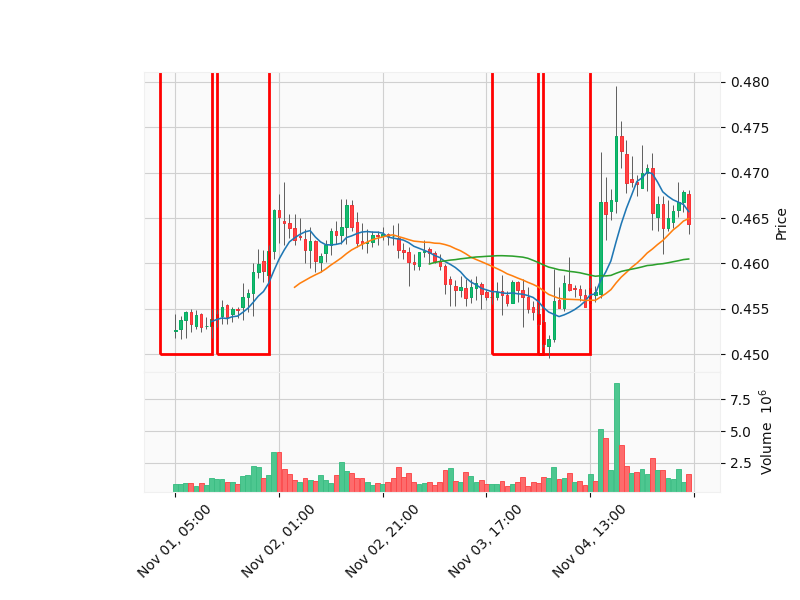 0.480
0.475
0.470
0.465
0.460
0.455
0.450
Price
7.5
5.0
2.5
Volume 10⁶
Nov 01, 05:00
Nov 02, 01:00
Nov 02, 21:00
Nov 03, 17:00
Nov 04, 13:00